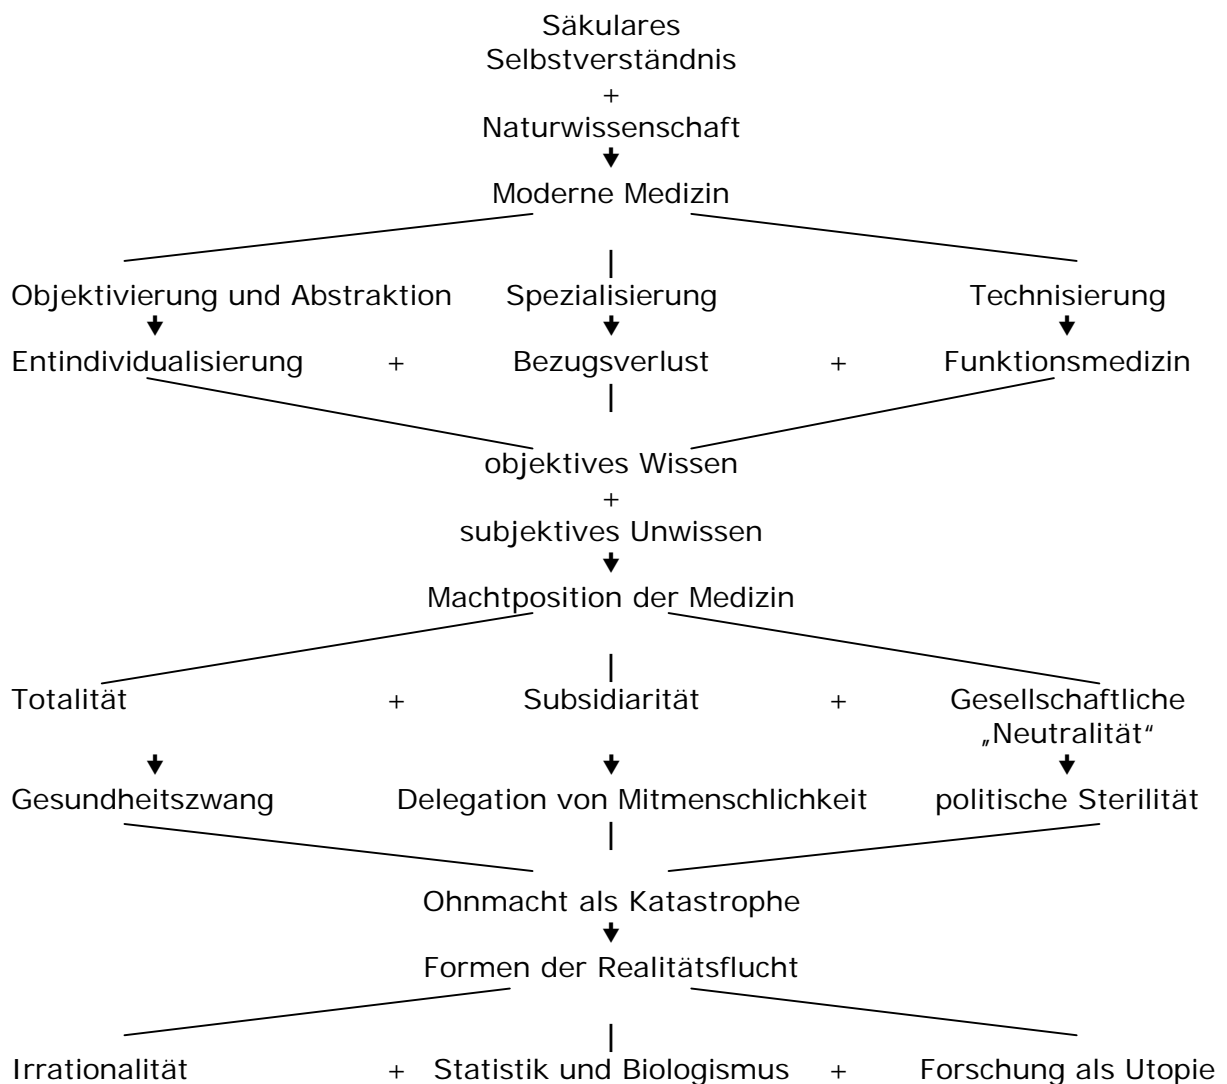 Säkulares
Selbstverständnis
+
Naturwissenschaft
Moderne Medizin
Objektivierung und Abstraktion Spezialisierung Technisierung
Entindividualisierung + Bezugsverlust + Funktionsmedizin
objektives Wissen
+
subjektives Unwissen
Machtposition der Medizin
Totalität + Subsidiarität + Gesellschaftliche
„Neutralität“
Gesundheitszwang Delegation von Mitmenschlichkeit politische Sterilität
Ohnmacht als Katastrophe
Formen der Realitätsflucht
Irrationalität + Statistik und Biologismus + Forschung als Utopie